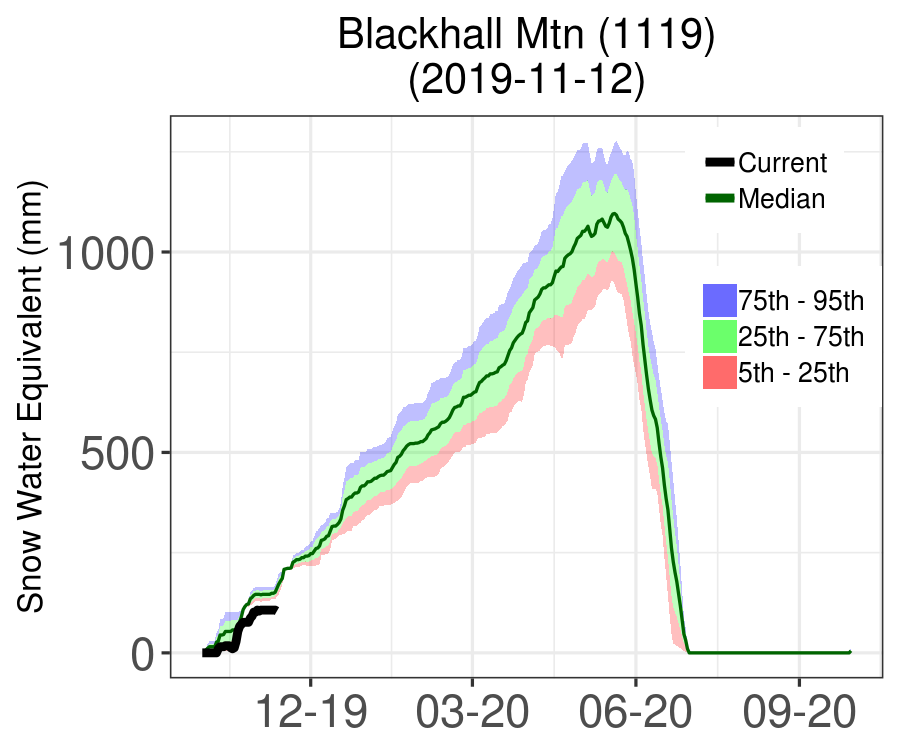 Blackhall Mtn (1119)
(2019-11-12)
Snow Water Equivalent (mm)
1000
500
0
Current
Median
75th - 95th
25th - 75th
5th - 25th
12-19
03-20
06-20
09-20